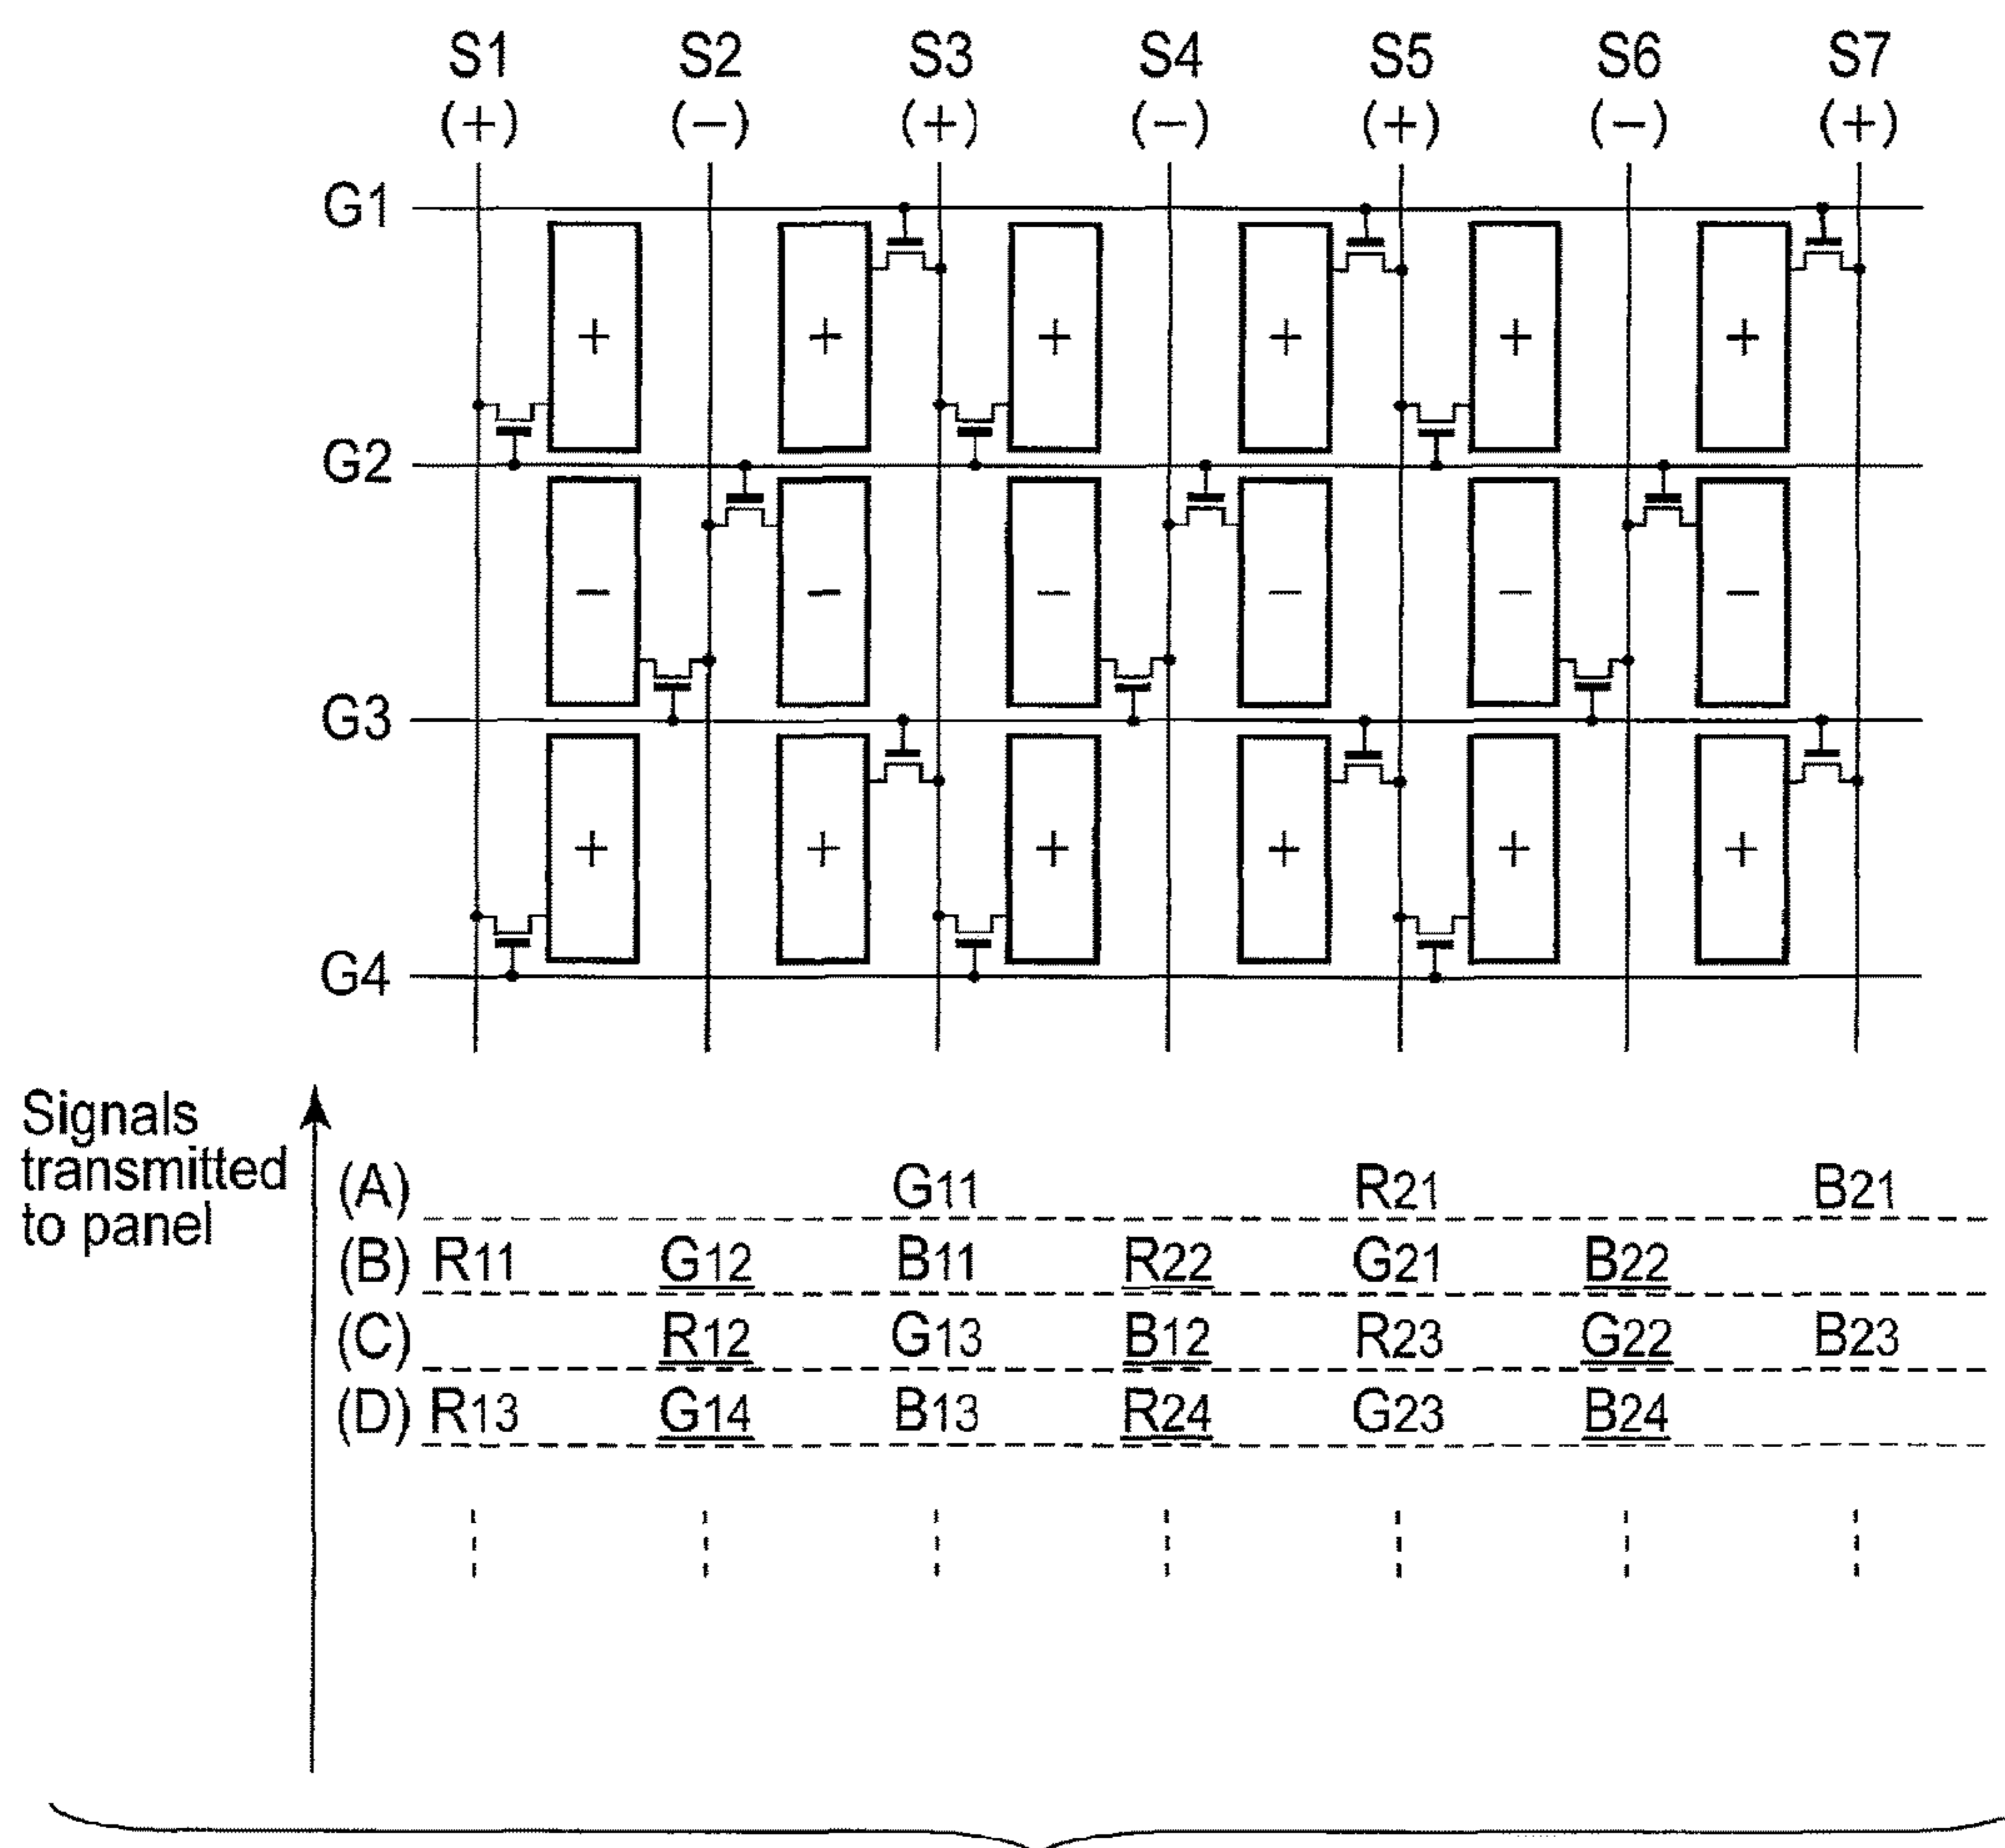 S1 S2 S3 S4 S5 S6 S7
(+) (−) (+) (−) (+) (−) (+)
G1
+ + + + + +
G2
− − − − − −
G3
+ + + + + +
G4
Signals
transmitted
to panel
(A) G11 R21 B21
(B) R11 G12 B11 R22 G21 B22
(C) R12 G13 B12 R23 G22 B23
(D) R13 G14 B13 R24 G23 B24